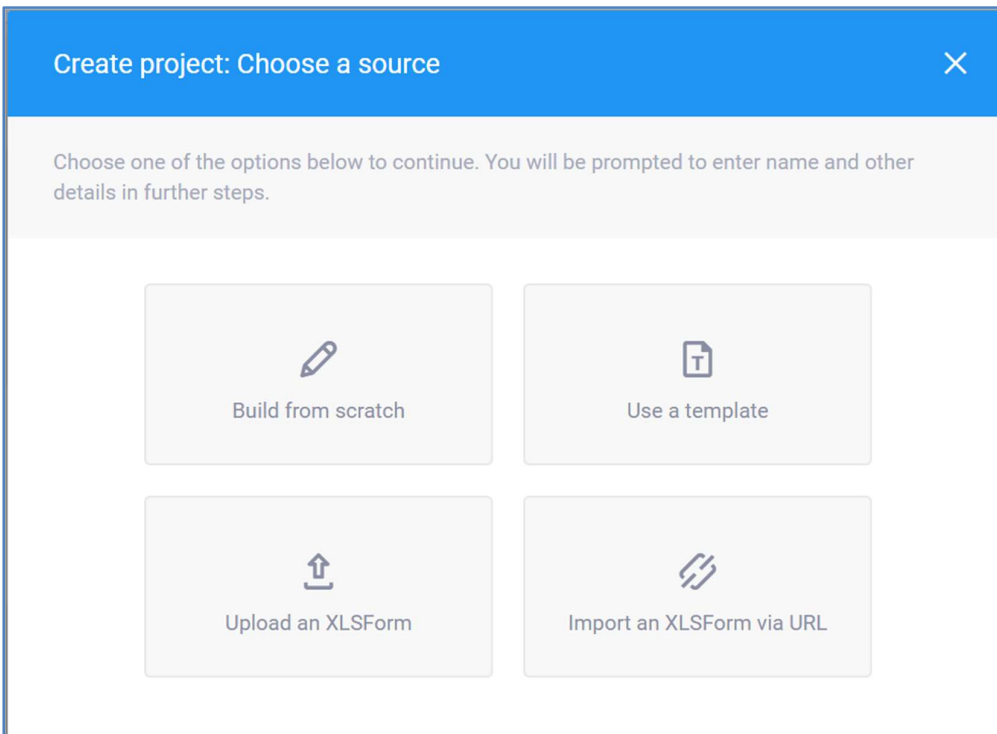 Create project: Choose a source
Choose one of the options below to continue. You will be prompted to enter name and other
details in further steps.
Build from scratch
T
Use a template
Upload an XLSForm
Import an XLSForm via URL